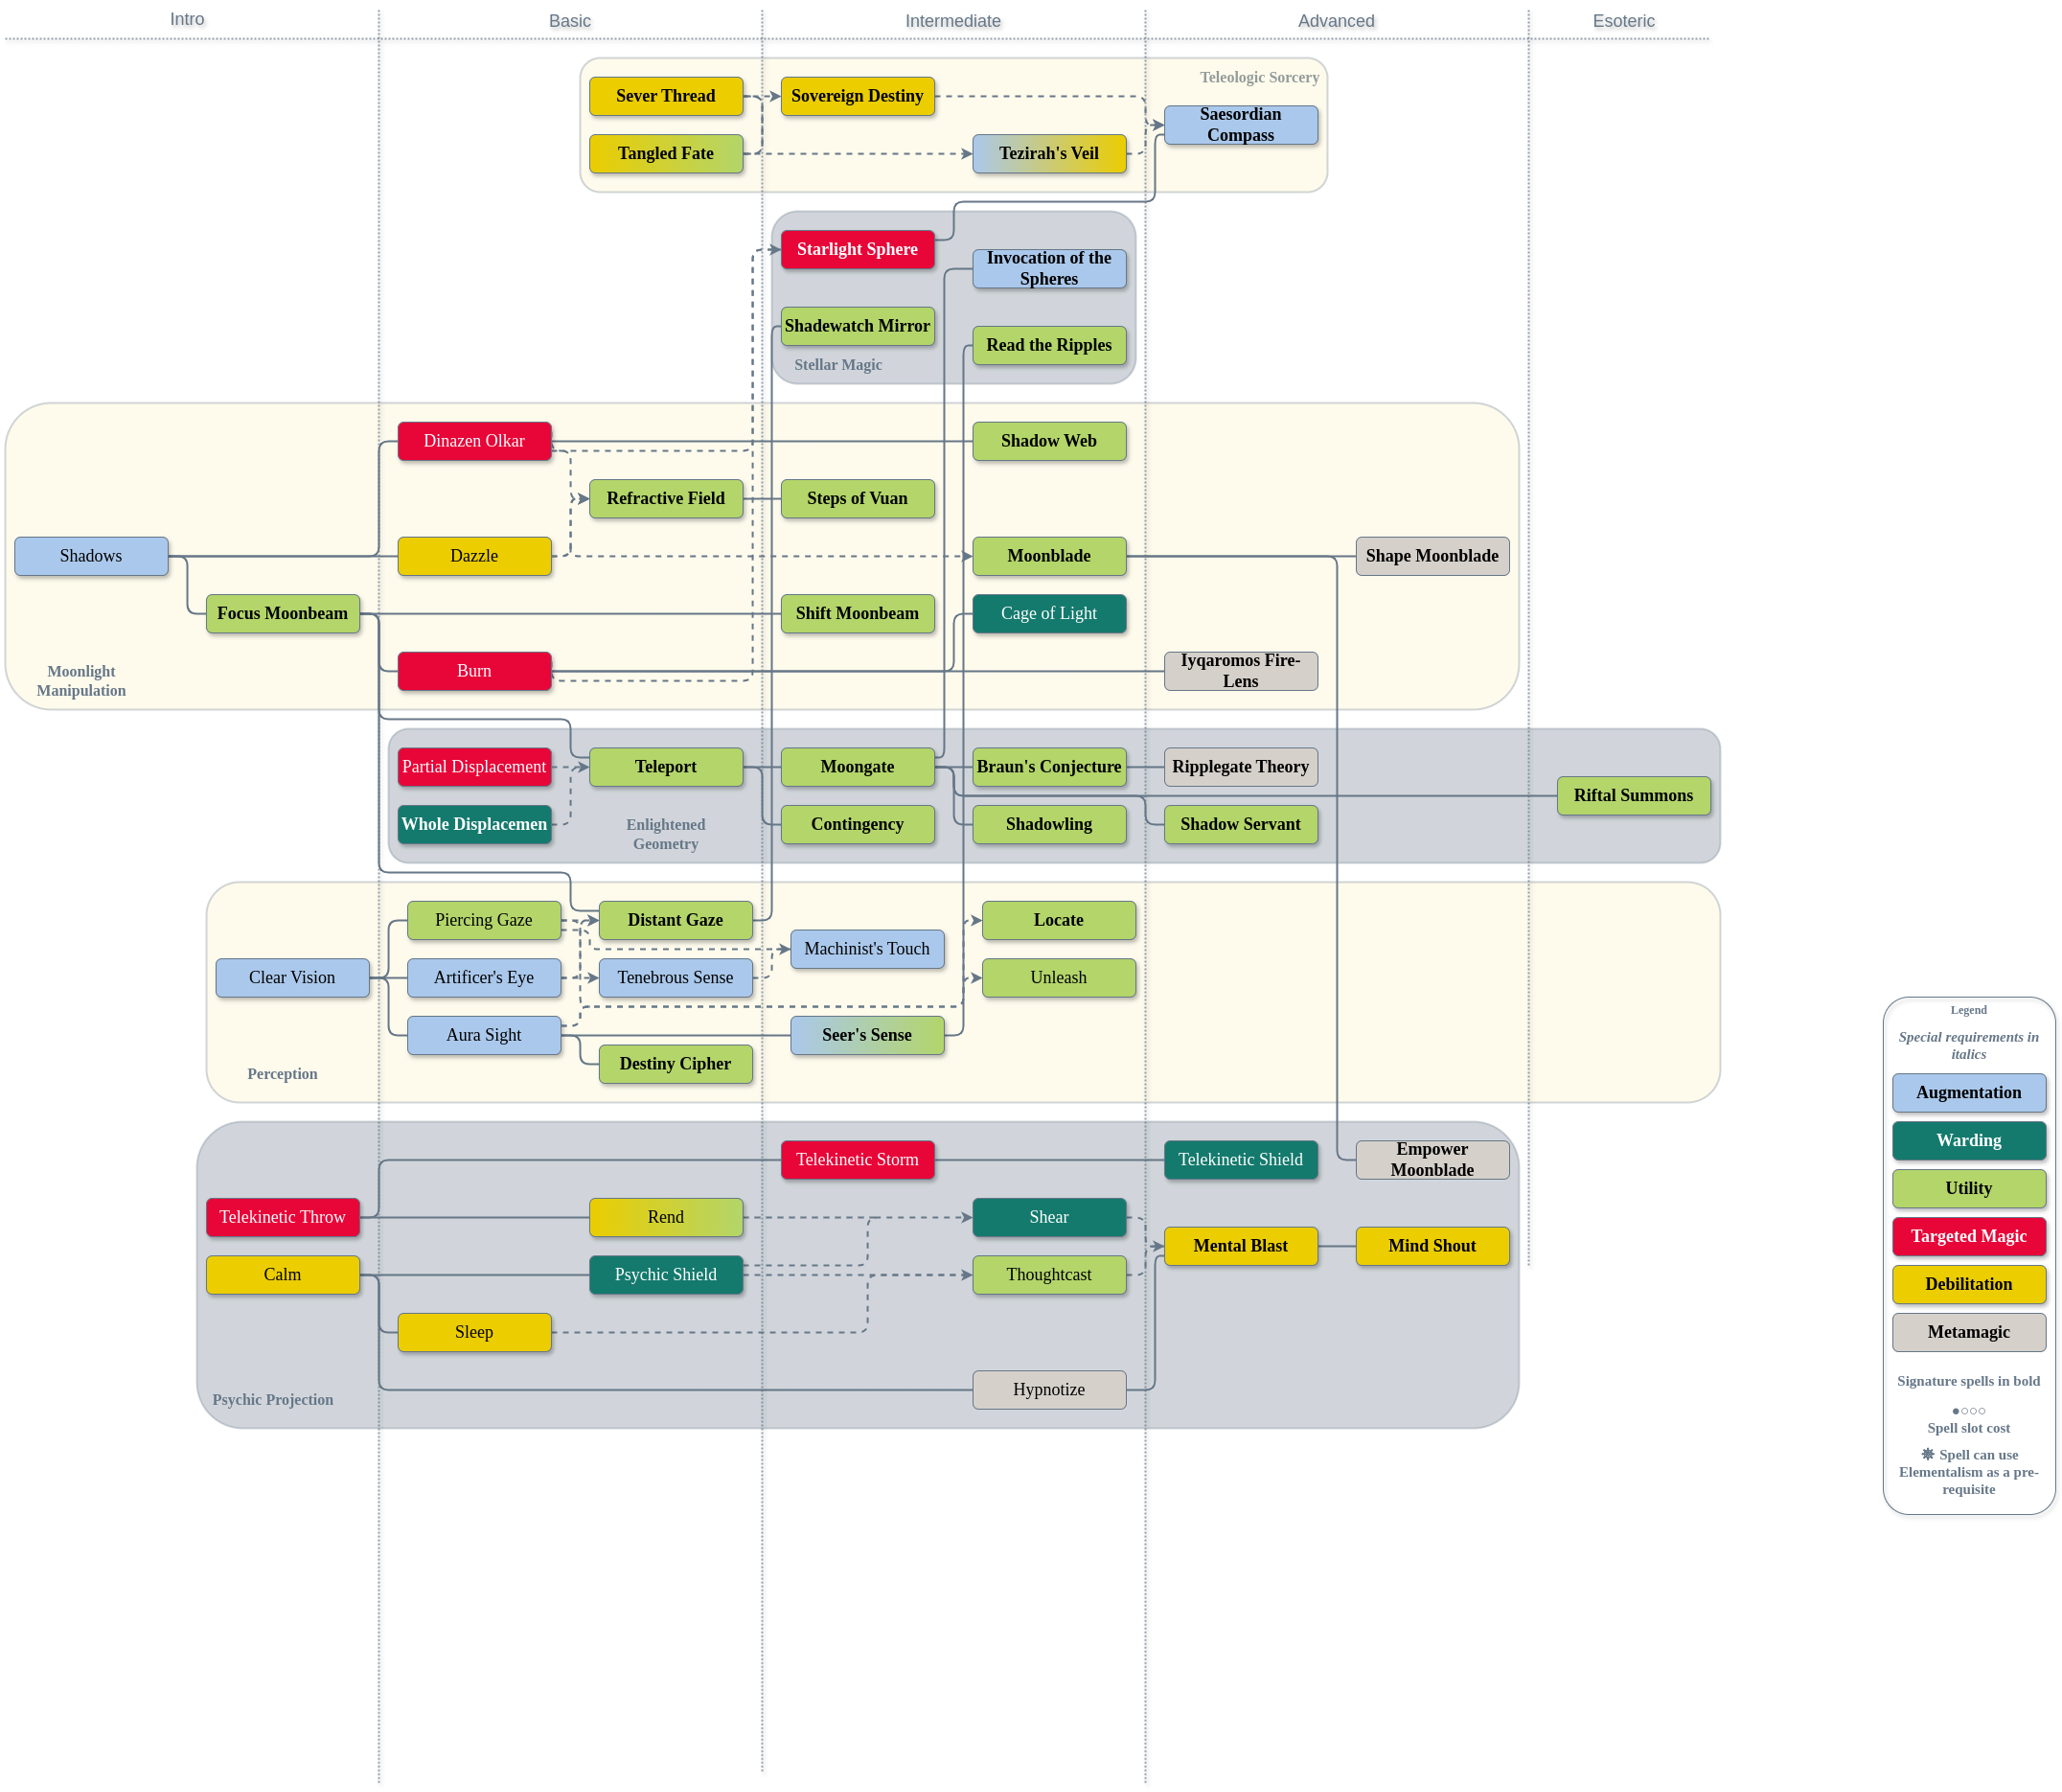 Intro
Basic
Intermediate
Advanced
Esoteric
Teleologic Sorcery
Sever Thread
Sovereign Destiny
Saesordian
Compass
Tangled Fate
Tezirah's Veil
Starlight Sphere
Invocation of the
Spheres
Shadewatch Mirror
Read the Ripples
Stellar Magic
Dinazen Olkar
Shadow Web
Refractive Field
Steps of Vuan
Shadows
Dazzle
Moonblade
Shape Moonblade
Focus Moonbeam
Shift Moonbeam
Cage of Light
Burn
Iyqaromos Fire-
Lens
Moonlight
Manipulation
Partial Displacement
Teleport
Moongate
Braun's Conjecture
Ripplegate Theory
Riftal Summons
Whole Displacemen
Contingency
Shadowling
Shadow Servant
Enlightened
Geometry
Piercing Gaze
Distant Gaze
Locate
Machinist's Touch
Clear Vision
Artificer's Eye
Tenebrous Sense
Unleash
Aura Sight
Seer's Sense
Destiny Cipher
Perception
Telekinetic Storm
Telekinetic Shield
Empower
Moonblade
Telekinetic Throw
Rend
Shear
Mental Blast
Mind Shout
Calm
Psychic Shield
Thoughtcast
Sleep
Hypnotize
Psychic Projection
Legend
Special requirements in
italics
Augmentation
Warding
Utility
Targeted Magic
Debilitation
Metamagic
Signature spells in bold
●○○○
Spell slot cost
⎈ Spell can use
Elementalism as a pre-
requisite